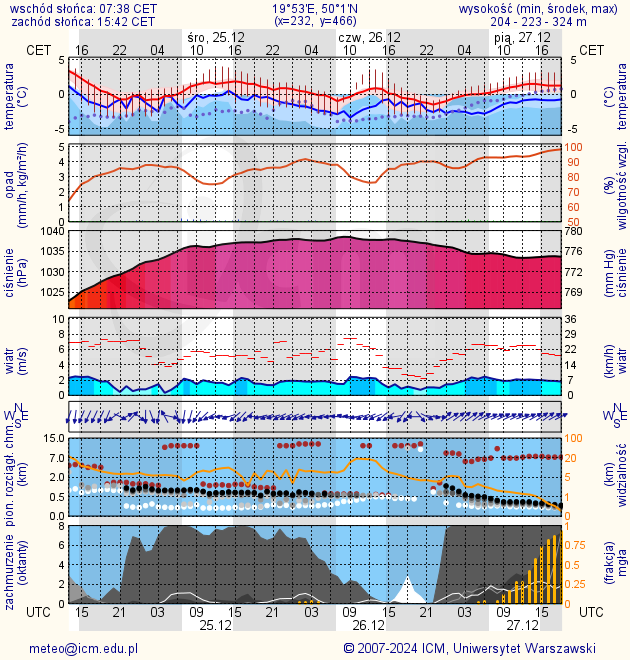 wschód słońca: 07:38 CET
19°53'E, 50°1'N
wysokość (min, środek, max)
zachód słońca: 15:42 CET
(x=232, y=466)
204 - 223 - 324 m
śro, 25.12
czw, 26.12
pią, 27.12
CET
16
22
04
10
16
22
04
10
16
22
04
10
16
CET
temperatura
(°C)
5
0
-5
5
0
-5
(°C)
temperatura
opad
(mm/h, kg/m²/h)
5
4
3
2
1
0
100
90
80
70
60
50
(%)
wilgotność wzgl.
ciśnienie
(hPa)
1040
1035
1030
1025
780
776
772
769
(mm Hg)
ciśnienie
wiatr
(m/s)
10
8
6
4
2
0
36
29
22
14
7
0
(km/h)
wiatr
N
W E
S
N
W E
S
pion. rozciągł. chm.
(km)
15.0
7.0
2.0
0.5
0.0
100
20
5
1
0
(km)
widzialność
zachmurzenie
(oktanty)
8
6
4
2
0
1
0.75
0.5
0.25
0
(frakcja)
mgła
UTC
15
21
03
09
15
21
03
09
15
21
03
09
15
UTC
25.12
26.12
27.12
meteo@icm.edu.pl
© 2007-2024 ICM, Uniwersytet Warszawski